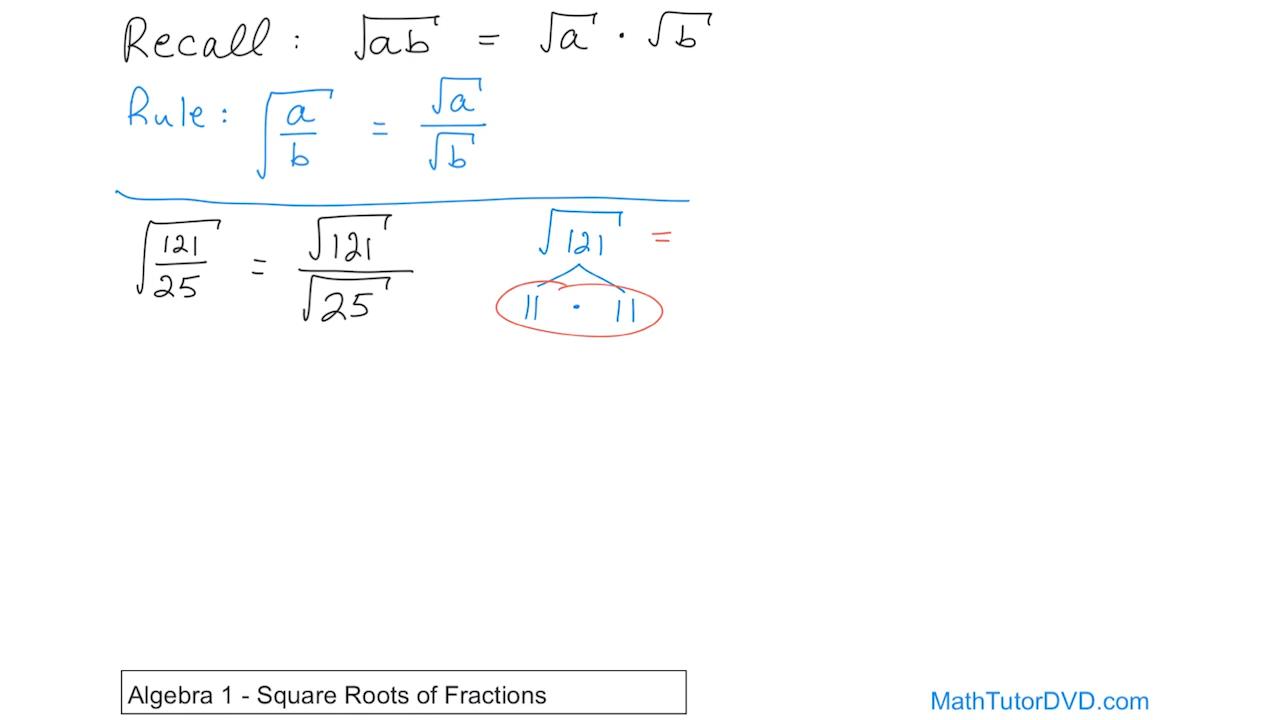 Recall : √ab = √a · √b
Rule : √(a/b) = √a/√b
√(121/25) = √121/√25
√121 =
11 · 11
Algebra 1 - Square Roots of Fractions
MathTutorDVD.com